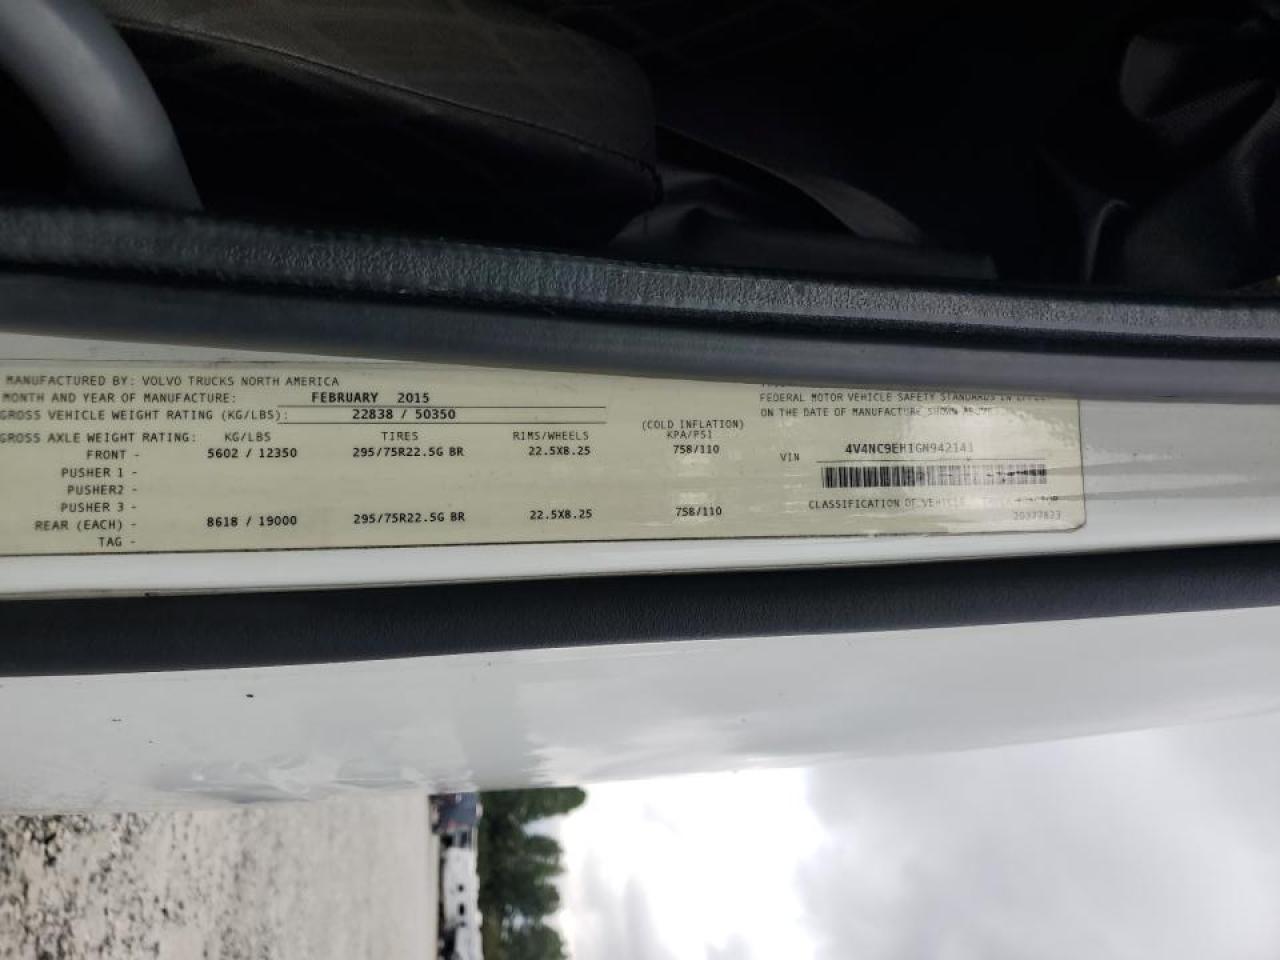 MANUFACTURED BY: VOLVO TRUCKS NORTH AMERICA
MONTH AND YEAR OF MANUFACTURE: FEBRUARY 2015
GROSS VEHICLE WEIGHT RATING (KG/LBS): 22838 / 50350
GROSS AXLE WEIGHT RATING: KG/LBS TIRES RIMS/WHEELS (COLD INFLATION) KPA/PSI
FRONT - 5602 / 12350 295/75R22.5G BR 22.5X8.25 758/110
PUSHER 1 -
PUSHER2 -
PUSHER 3 -
REAR (EACH) - 8618 / 19000 295/75R22.5G BR 22.5X8.25 758/110
TAG -
FEDERAL MOTOR VEHICLE SAFETY STANDARDS IN
ON THE DATE OF MANUFACTURE SHOWN
VIN 4V4NC9EH1GN942141
CLASSIFICATION OF VEHICLE
20377823